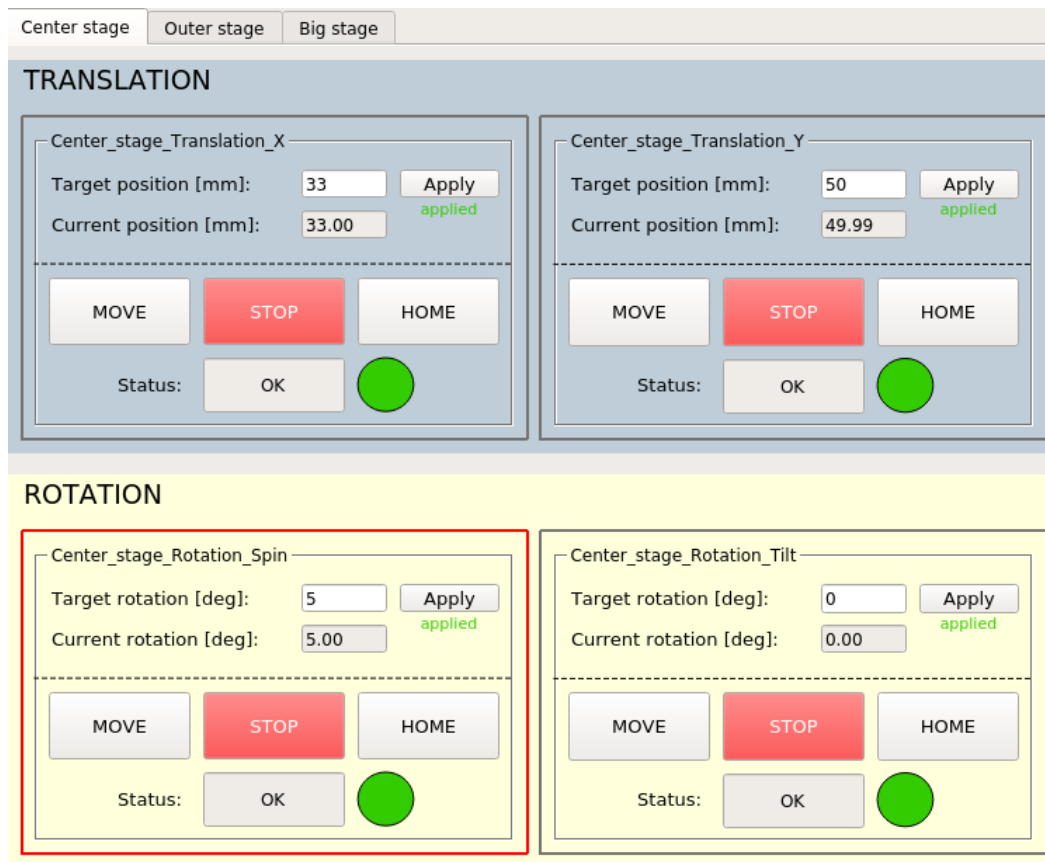 Center stage Outer stage Big stage
TRANSLATION
Center_stage_Translation_X
Target position [mm]: 33 Apply
applied
Current position [mm]: 33.00
MOVE STOP HOME
Status: OK
Center_stage_Translation_Y
Target position [mm]: 50 Apply
applied
Current position [mm]: 49.99
MOVE STOP HOME
Status: OK
ROTATION
Center_stage_Rotation_Spin
Target rotation [deg]: 5 Apply
applied
Current rotation [deg]: 5.00
MOVE STOP HOME
Status: OK
Center_stage_Rotation_Tilt
Target rotation [deg]: 0 Apply
applied
Current rotation [deg]: 0.00
MOVE STOP HOME
Status: OK